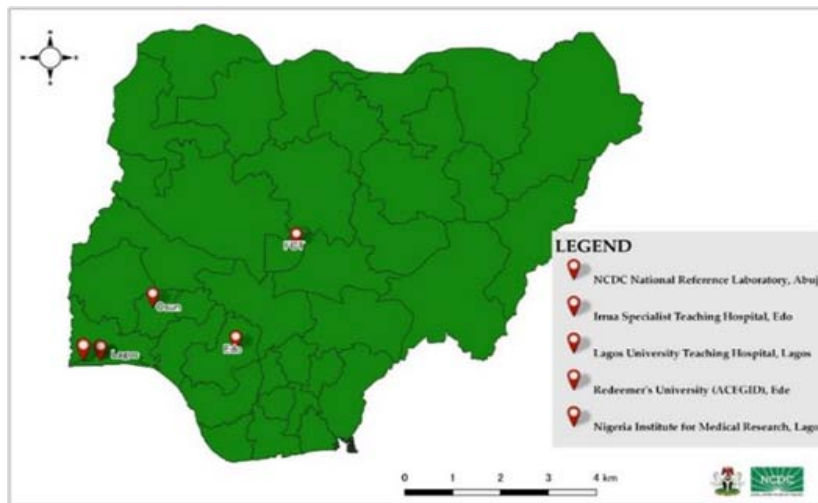 FCT
Osun
Edo
Lagos
LEGEND
NCDC National Reference Laboratory, Abuj
Irrua Specialist Teaching Hospital, Edo
Lagos University Teaching Hospital, Lagos
Redeemer's University (ACEGID), Ede
Nigeria Institute for Medical Research, Lago
0 1 2 3 4 km
NCDC